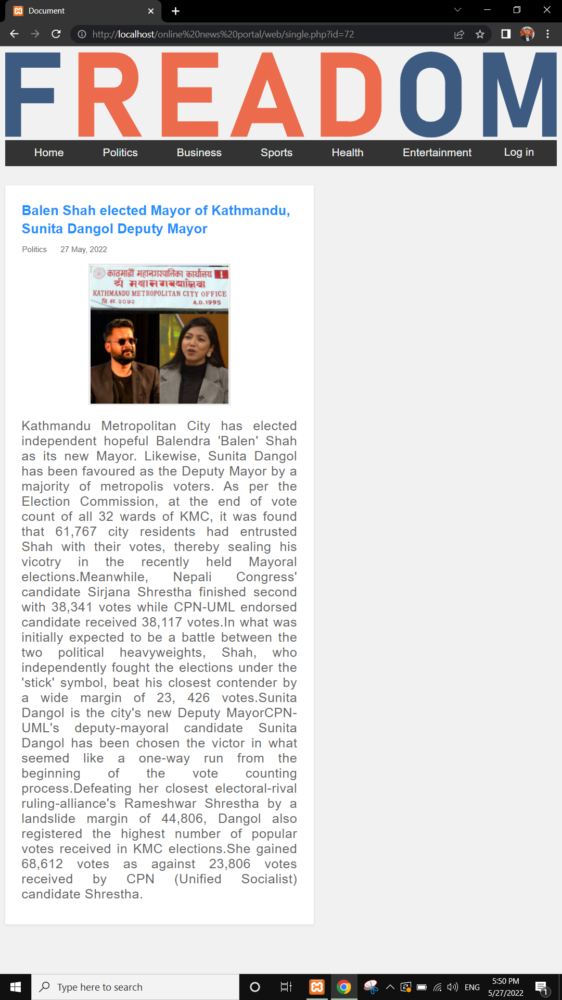 Document
http://localhost/online%20news%20portal/web/single.php?id=72
FREADOM
Home Politics Business Sports Health Entertainment Log in
Balen Shah elected Mayor of Kathmandu,
Sunita Dangol Deputy Mayor
Politics 27 May, 2022
काठमाडौं महानगरपालिका कार्यालय 1
KATHMANDU METROPOLITAN CITY OFFICE
वि.स. २०५२ A.D.1995
Kathmandu Metropolitan City has elected
independent hopeful Balendra 'Balen' Shah
as its new Mayor. Likewise, Sunita Dangol
has been favoured as the Deputy Mayor by a
majority of metropolis voters. As per the
Election Commission, at the end of vote
count of all 32 wards of KMC, it was found
that 61,767 city residents had entrusted
Shah with their votes, thereby sealing his
vicotry in the recently held Mayoral
elections.Meanwhile, Nepali Congress'
candidate Sirjana Shrestha finished second
with 38,341 votes while CPN-UML endorsed
candidate received 38,117 votes.In what was
initially expected to be a battle between the
two political heavyweights, Shah, who
independently fought the elections under the
'stick' symbol, beat his closest contender by
a wide margin of 23, 426 votes.Sunita
Dangol is the city's new Deputy MayorCPN-
UML's deputy-mayoral candidate Sunita
Dangol has been chosen the victor in what
seemed like a one-way run from the
beginning of the vote counting
process.Defeating her closest electoral-rival
ruling-alliance's Rameshwar Shrestha by a
landslide margin of 44,806, Dangol also
registered the highest number of popular
votes received in KMC elections.She gained
68,612 votes as against 23,806 votes
received by CPN (Unified Socialist)
candidate Shrestha.
Type here to search
ENG
5:50 PM
5/27/2022
1